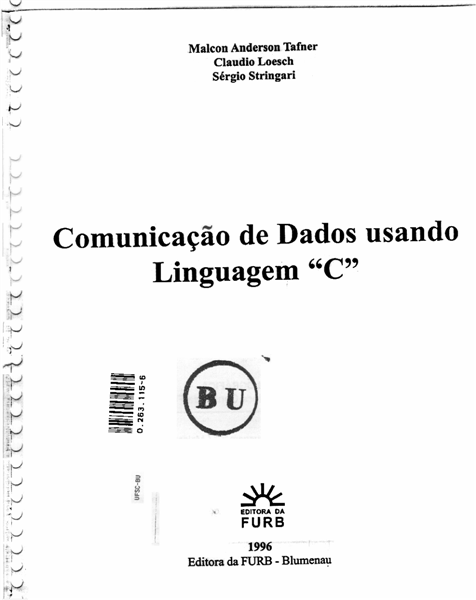 Malcon Anderson Tafner
Claudio Loesch
Sérgio Stringari
Comunicação de Dados usando
Linguagem “C”
BU
0.263.115-6
UFSC-BU
EDITORA DA
FURB
1996
Editora da FURB - Blumenau